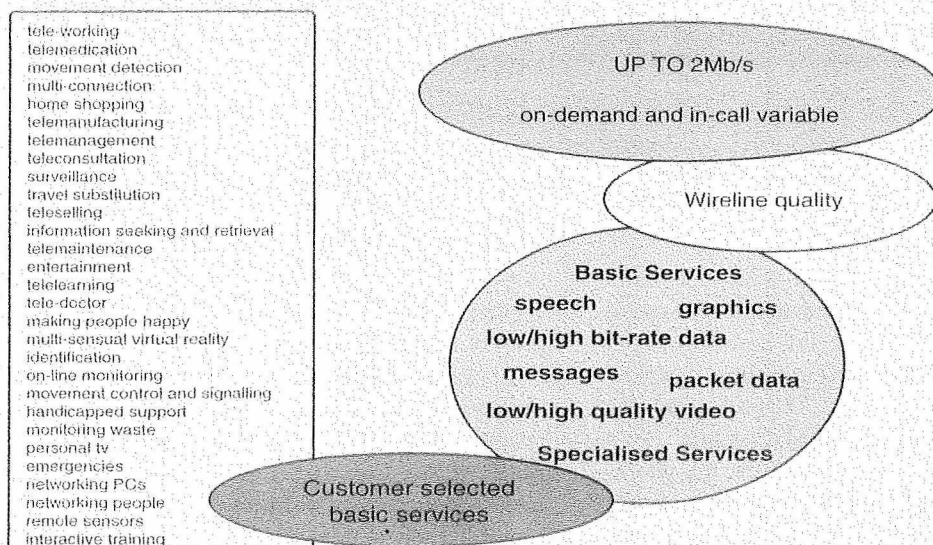 tele-working
telemedication
movement detection
multi-connection
home shopping
telemanufacturing
telemanagement
teleconsultation
surveillance
travel substitution
teleselling
information seeking and retrieval
telemaintenance
entertainment
telelearning
tele-doctor
making people happy
multi-sensual virtual reality
identification
on-line monitoring
movement control and signalling
handicapped support
monitoring waste
personal tv
emergencies
networking PCs
networking people
remote sensors
interactive training
UP TO 2Mb/s
on-demand and in-call variable
Wireline quality
Basic Services
speech graphics
low/high bit-rate data
messages packet data
low/high quality video
Specialised Services
Customer selected
basic services